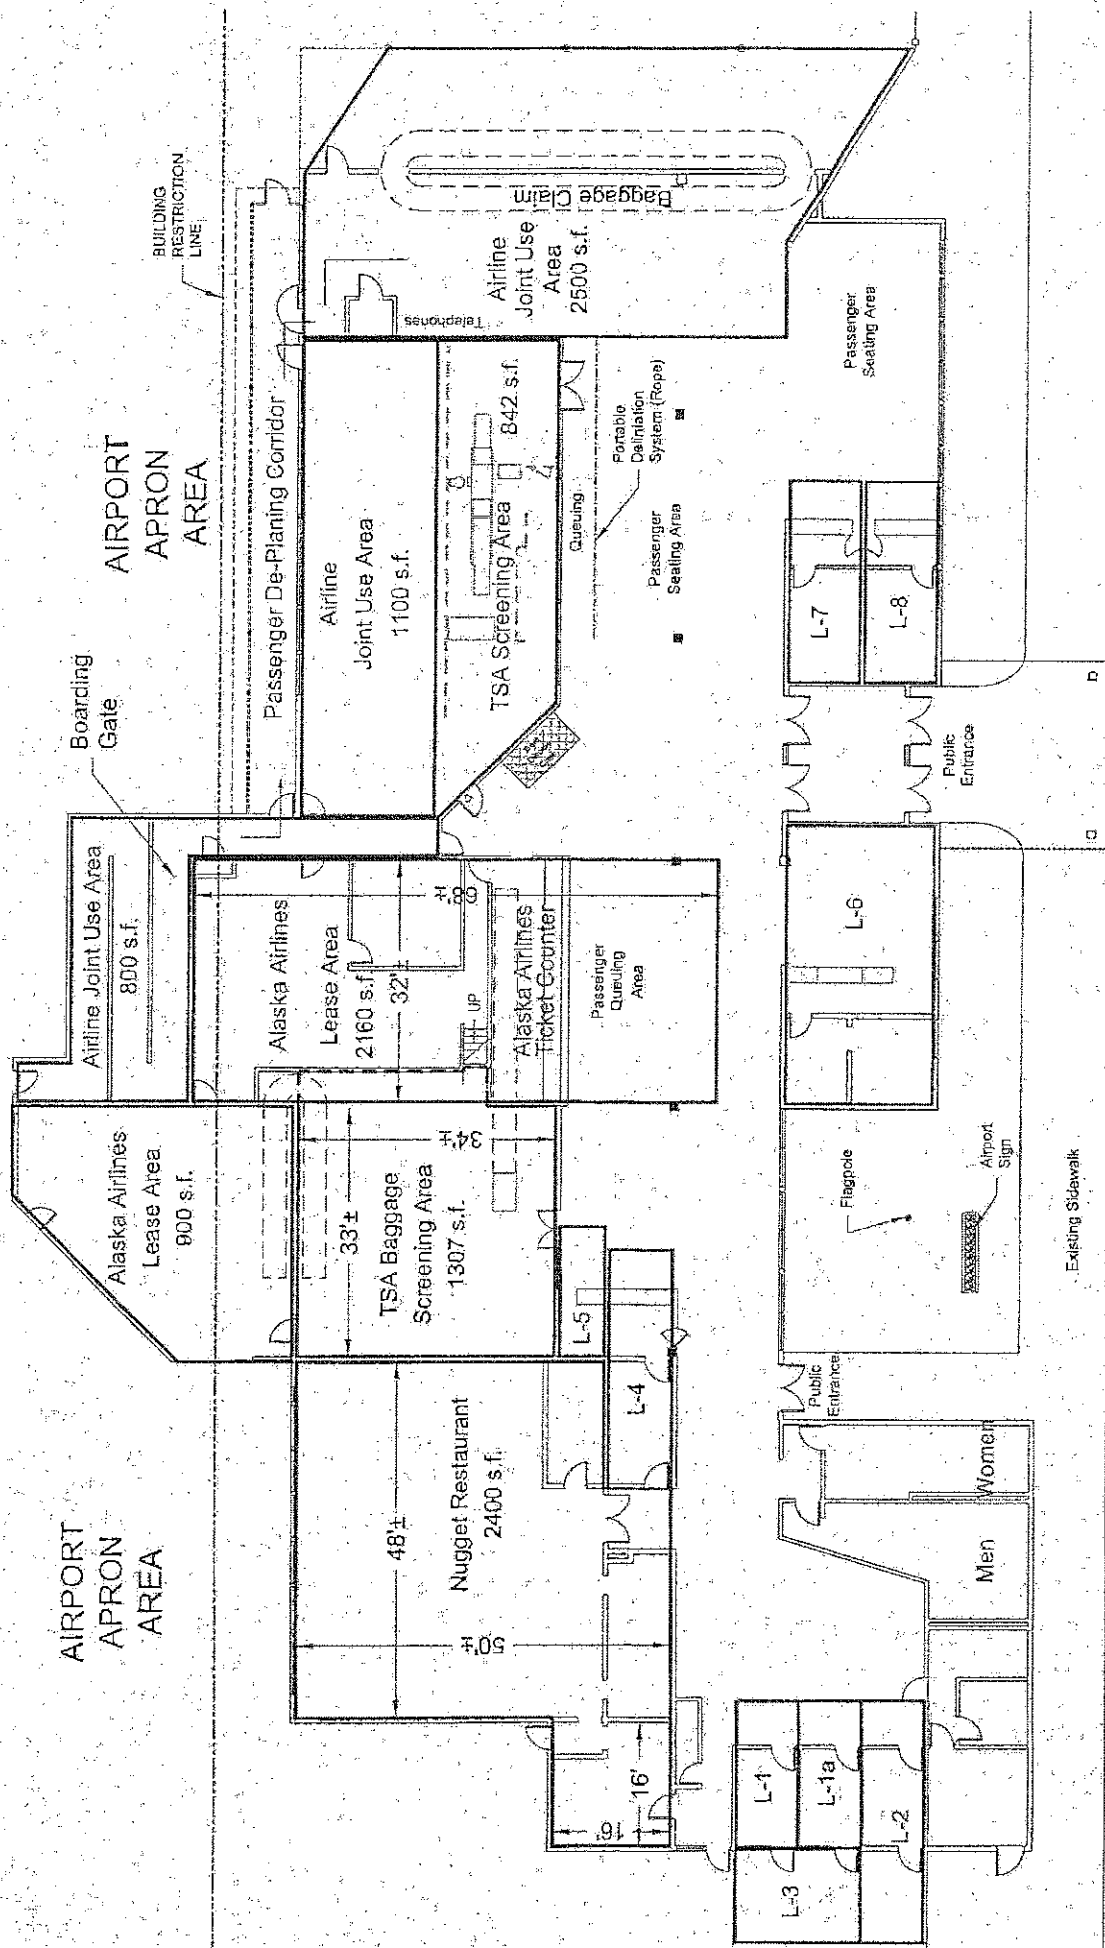 AIRPORT
APRON
AREA
AIRPORT
APRON
AREA
BUILDING
RESTRICTION
LINE
Boarding
Gate
Passenger De-Planing Corridor
Airline Joint Use Area
800 s.f.
Alaska Airlines
Lease Area
900 s.f.
Alaska Airlines
Lease Area
2160 s.f.
32'±
68'±
UP
Alaska Airlines
Ticket Counter
Passenger
Queuing
Area
Airline
Joint Use Area
1100 s.f.
TSA Screening Area
842 s.f.
Telephones
Airline
Joint Use
Area
2500 s.f.
Baggage Claim
Queuing
Portable
Deliniation
System (Rope)
Passenger
Seating Area
Passenger
Seating Area
33'±
34'±
TSA Baggage
Screening Area
1307 s.f.
48'±
50'±
Nugget Restaurant
2400 s.f.
16'
16'
L-5
L-4
L-7
L-8
L-6
Public
Entrance
Flagpole
Airport
Sign
Existing Sidewalk
Public
Entrance
Women
Men
L-1
L-1a
L-2
L-3